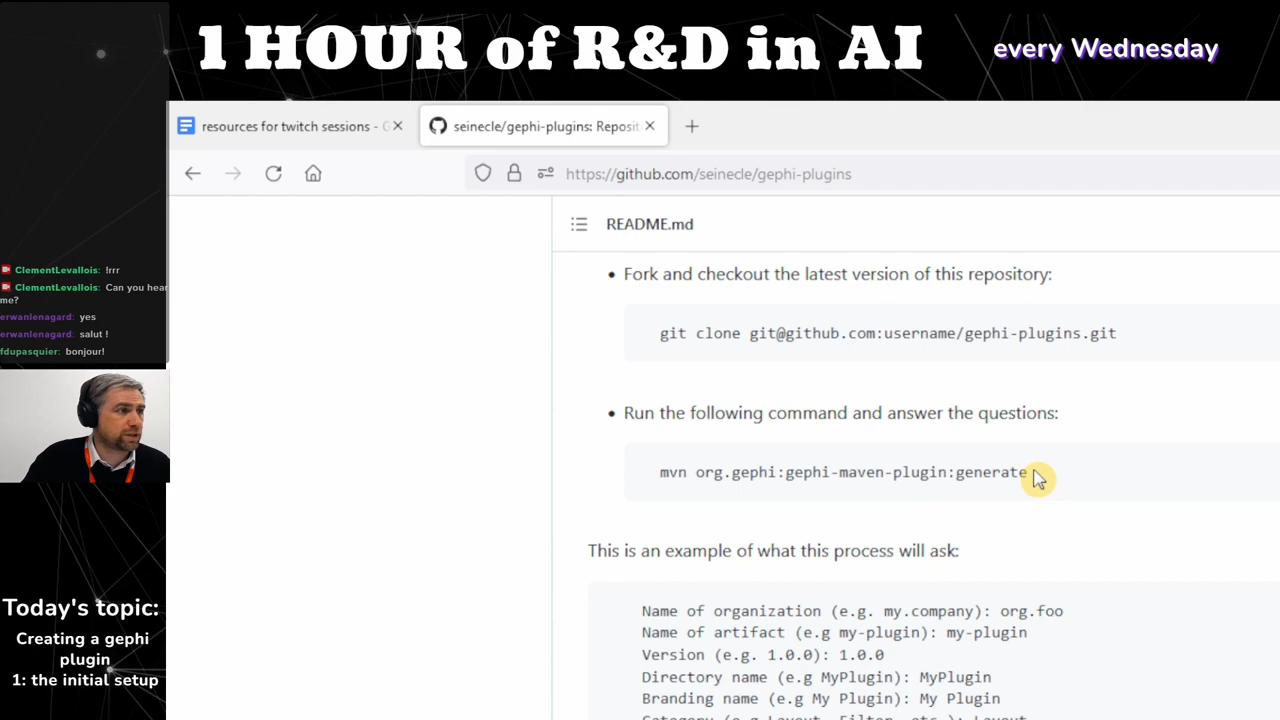 1 HOUR of R&D in AI
every Wednesday
resources for twitch sessions - G
seinecle/gephi-plugins: Reposit
https://github.com/seinecle/gephi-plugins
README.md
Fork and checkout the latest version of this repository:
git clone git@github.com:username/gephi-plugins.git
Run the following command and answer the questions:
mvn org.gephi:gephi-maven-plugin:generate
This is an example of what this process will ask:
Name of organization (e.g. my.company): org.foo
Name of artifact (e.g my-plugin): my-plugin
Version (e.g. 1.0.0): 1.0.0
Directory name (e.g MyPlugin): MyPlugin
Branding name (e.g My Plugin): My Plugin
Category (e.g Layout, Filter, etc.): Layout
ClementLevallois: !rrr
ClementLevallois: Can you hear
me?
erwanlenagard: yes
erwanlenagard: salut !
fdupasquier: bonjour!
Today's topic:
Creating a gephi
plugin
1: the initial setup